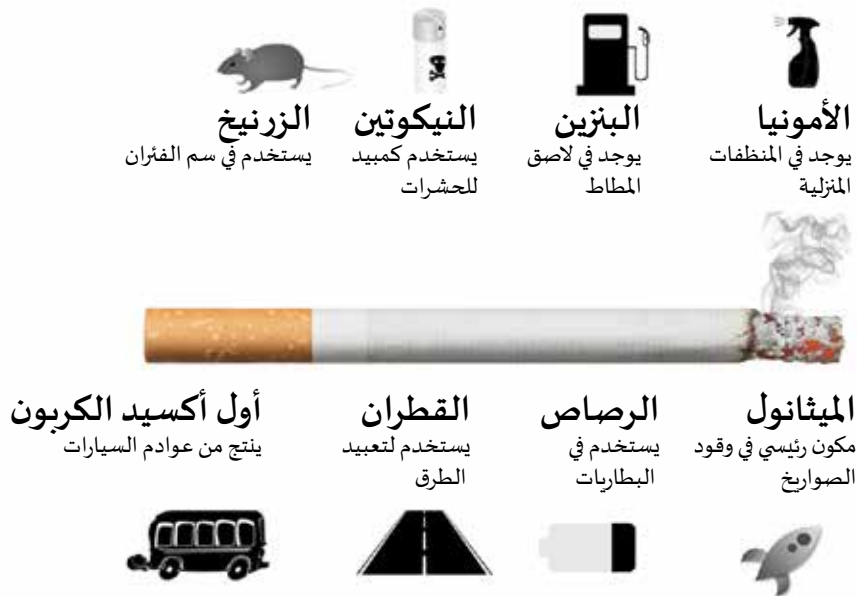 الأمونيا
يوجد في المنظفات
المنزلية
البنزين
يوجد في لاصق
المطاط
النيكوتين
يستخدم كمبيد
للحشرات
الزرنيخ
يستخدم في سم الفئران
الميثانول
مكون رئيسي في وقود
الصواريخ
الرصاص
يستخدم في
البطاريات
القطران
يستخدم لتعبيد
الطرق
أول أكسيد الكربون
ينتج من عوادم السيارات